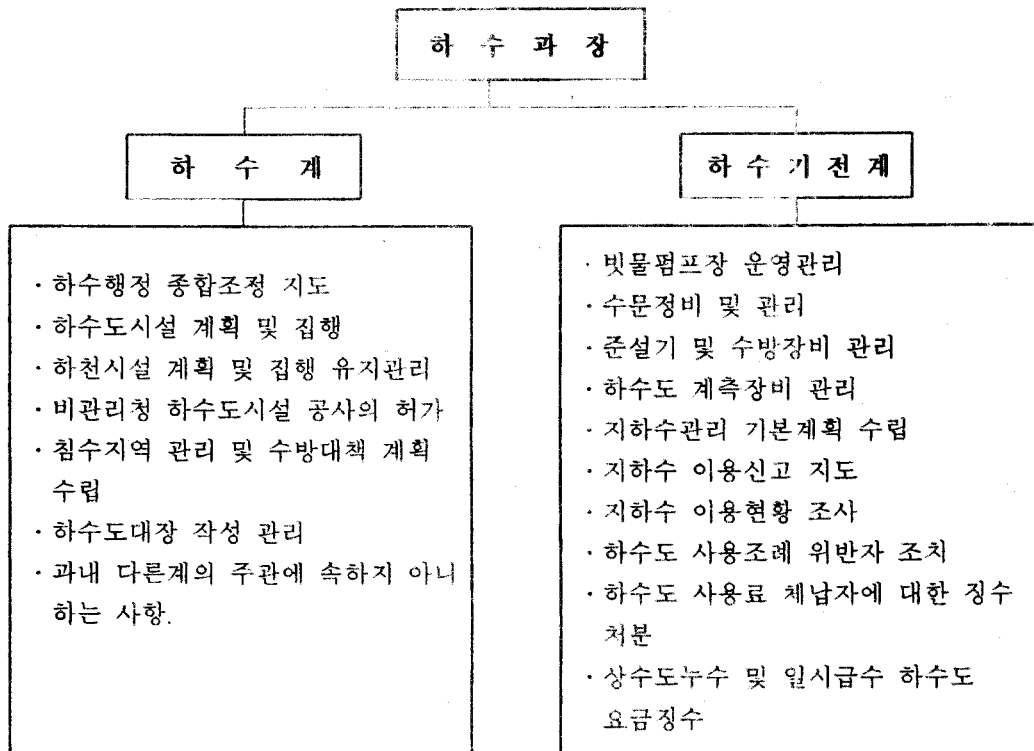 하 수 과 장
하 수 계
· 하수행정 종합조정 지도
· 하수도시설 계획 및 집행
· 하천시설 계획 및 집행 유지관리
· 비관리청 하수도시설 공사의 허가
· 침수지역 관리 및 수방대책 계획
수립
· 하수도대장 작성 관리
· 과내 다른계의 주관에 속하지 아니
하는 사항.
하 수 기 전 계
· 빗물펌프장 운영관리
· 수문정비 및 관리
· 준설기 및 수방장비 관리
· 하수도 계측장비 관리
· 지하수관리 기본계획 수립
· 지하수 이용신고 지도
· 지하수 이용현황 조사
· 하수도 사용조례 위반자 조치
· 하수도 사용료 체납자에 대한 징수
처분
· 상수도누수 및 일시급수 하수도
요금징수